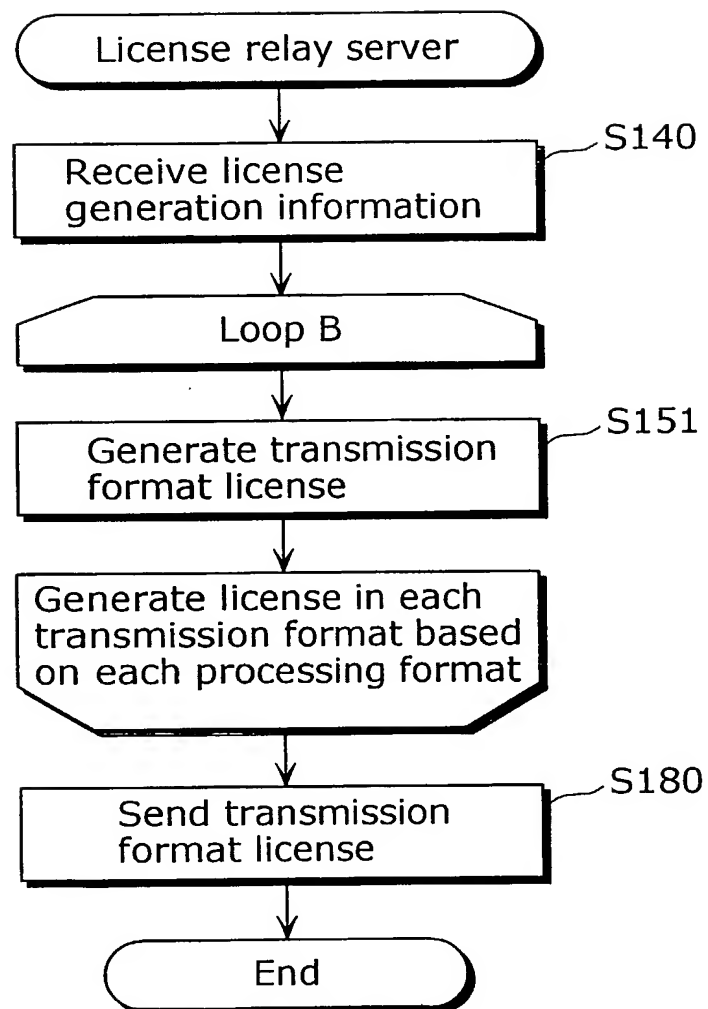 License relay server
S140
Receive license
generation information
Loop B
S151
Generate transmission
format license
Generate license in each
transmission format based
on each processing format
S180
Send transmission
format license
End